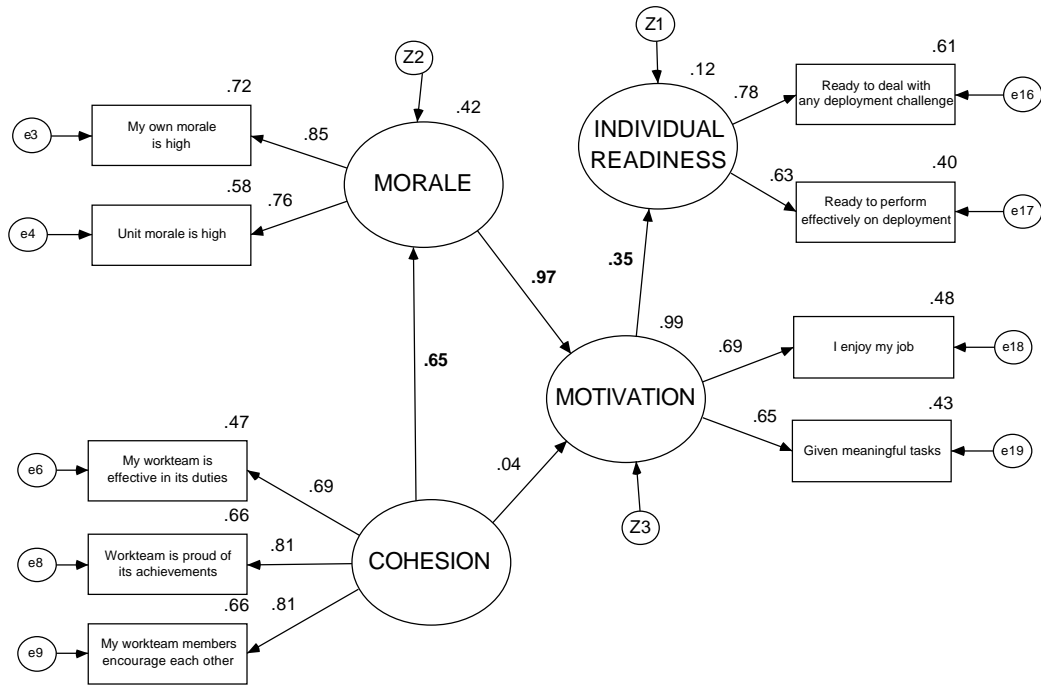 Z1
Z2
.61
.12
.72
.42
.78
Ready to deal with
any deployment challenge
e16
e3
My own morale
is high
.85
INDIVIDUAL
READINESS
MORALE
.58
.76
.63
.40
e4
Unit morale is high
Ready to perform
effectively on deployment
e17
.97
.35
.48
.99
.65
.69
I enjoy my job
e18
MOTIVATION
.47
.65
.43
e6
My workteam is
effective in its duties
.69
.04
Given meaningful tasks
e19
.66
Z3
e8
Workteam is proud of
its achievements
.81
COHESION
.66
.81
e9
My workteam members
encourage each other